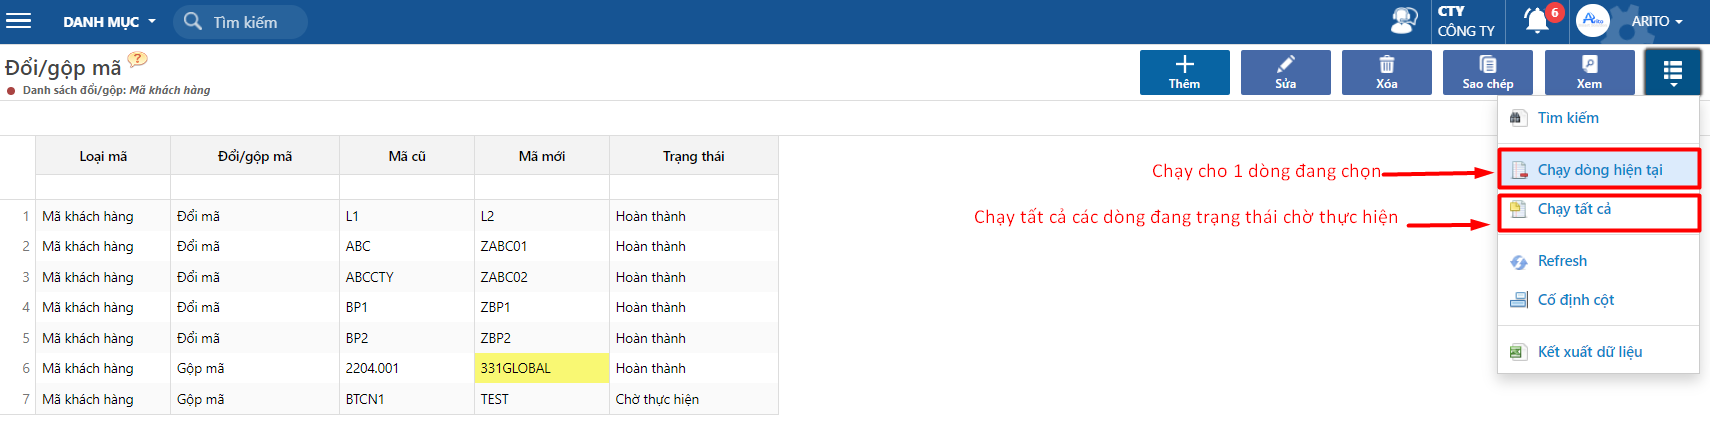 DANH MỤC
Tìm kiếm
CTY
CÔNG TY
6
Arito
ARITO
Đổi/gộp mã ?
Danh sách đổi/gộp: Mã khách hàng
Thêm
Sửa
Xóa
Sao chép
Xem
Tìm kiếm
Chạy dòng hiện tại
Chạy tất cả
Refresh
Cố định cột
Kết xuất dữ liệu
Chạy cho 1 dòng đang chọn
Chạy tất cả các dòng đang trạng thái chờ thực hiện
Loại mã Đổi/gộp mã Mã cũ Mã mới Trạng thái
1 Mã khách hàng Đổi mã L1 L2 Hoàn thành
2 Mã khách hàng Đổi mã ABC ZABC01 Hoàn thành
3 Mã khách hàng Đổi mã ABCCTY ZABC02 Hoàn thành
4 Mã khách hàng Đổi mã BP1 ZBP1 Hoàn thành
5 Mã khách hàng Đổi mã BP2 ZBP2 Hoàn thành
6 Mã khách hàng Gộp mã 2204.001 331GLOBAL Hoàn thành
7 Mã khách hàng Gộp mã BTCN1 TEST Chờ thực hiện